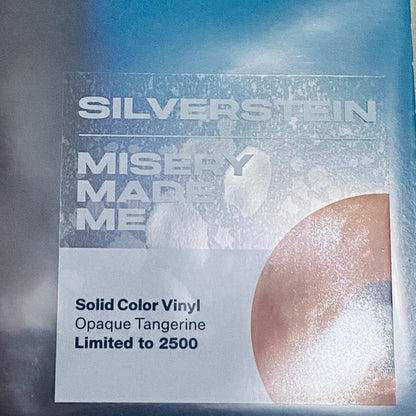 SILVERSTEIN
MISERY
MADE
ME
Solid Color Vinyl
Opaque Tangerine
Limited to 2500